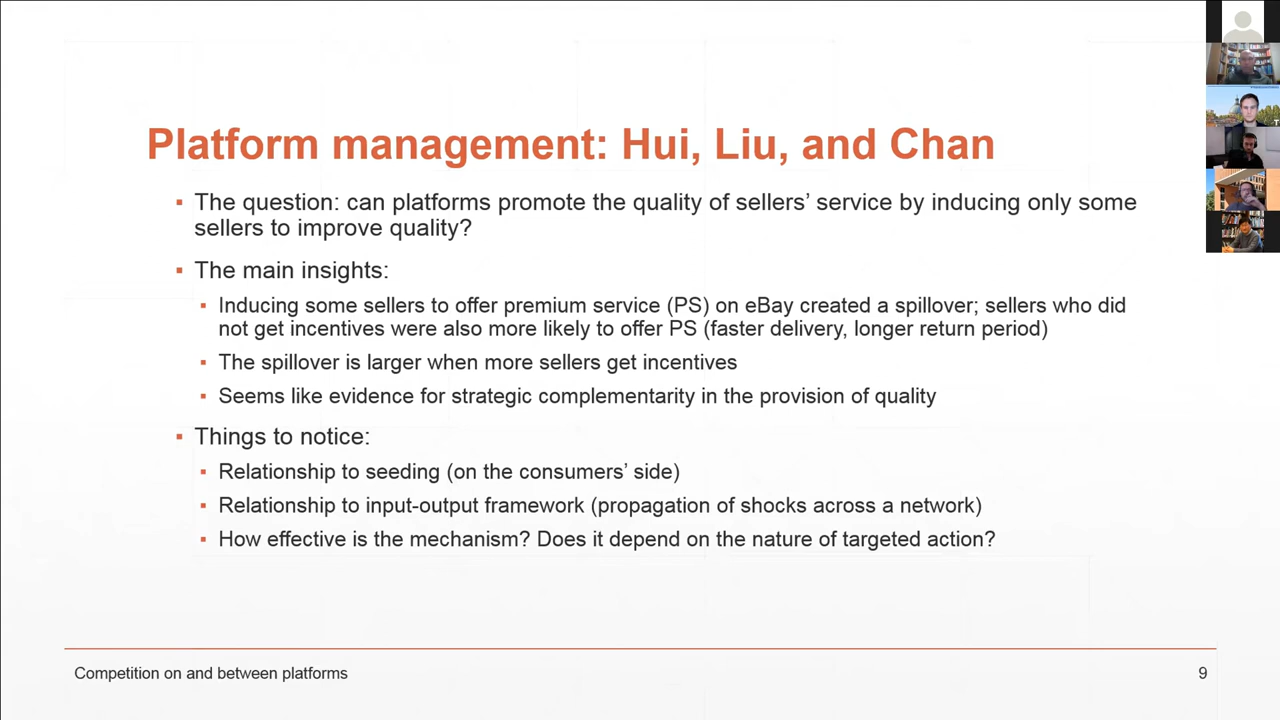 Platform management: Hui, Liu, and Chan
▪ The question: can platforms promote the quality of sellers’ service by inducing only some
sellers to improve quality?
▪ The main insights:
▪ Inducing some sellers to offer premium service (PS) on eBay created a spillover; sellers who did
not get incentives were also more likely to offer PS (faster delivery, longer return period)
▪ The spillover is larger when more sellers get incentives
▪ Seems like evidence for strategic complementarity in the provision of quality
▪ Things to notice:
▪ Relationship to seeding (on the consumers’ side)
▪ Relationship to input-output framework (propagation of shocks across a network)
▪ How effective is the mechanism? Does it depend on the nature of targeted action?
Competition on and between platforms
9